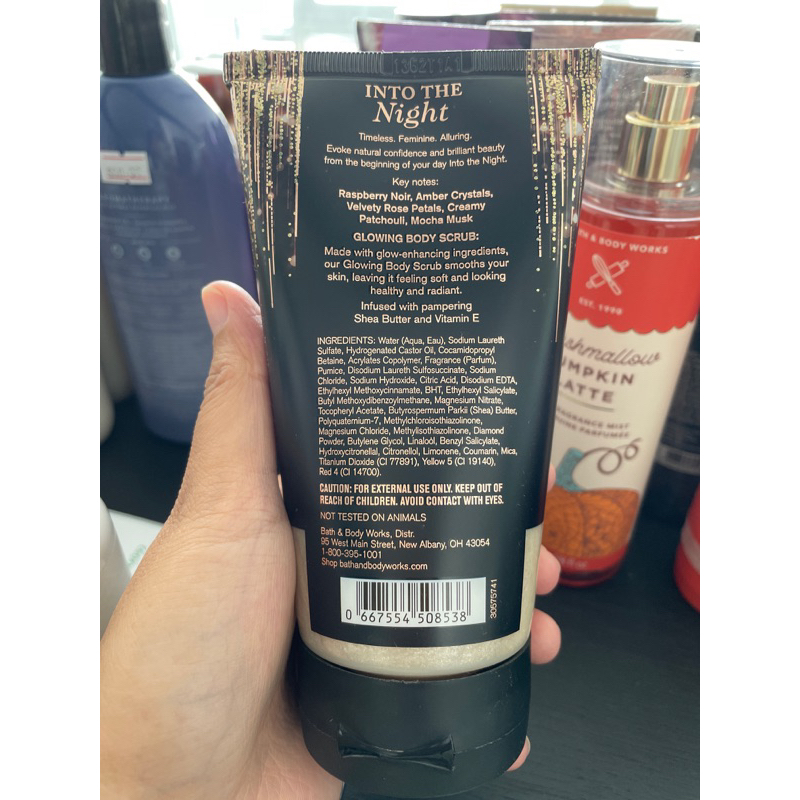 INTO THE
Night
Timeless. Feminine. Alluring.
Evoke natural confidence and brilliant beauty
from the beginning of your day Into the Night.
Key notes:
Raspberry Noir, Amber Crystals,
Velvety Rose Petals, Creamy
Patchouli, Mocha Musk
GLOWING BODY SCRUB:
Made with glow-enhancing ingredients,
our Glowing Body Scrub smooths your
skin, leaving it feeling soft and looking
healthy and radiant.
Infused with pampering
Shea Butter and Vitamin E
INGREDIENTS: Water (Aqua, Eau), Sodium Laureth
Sulfate, Hydrogenated Castor Oil, Cocamidopropyl
Betaine, Acrylates Copolymer, Fragrance (Parfum),
Pumice, Disodium Laureth Sulfosuccinate, Sodium
Chloride, Sodium Hydroxide, Citric Acid, Disodium EDTA,
Ethylhexyl Methoxycinnamate, BHT, Ethylhexyl Salicylate,
Butyl Methoxydibenzoylmethane, Magnesium Nitrate,
Tocopheryl Acetate, Butyrospermum Parkii (Shea) Butter,
Polyquaternium-7, Methylchloroisothiazolinone,
Magnesium Chloride, Methylisothiazolinone, Diamond
Powder, Butylene Glycol, Linalool, Benzyl Salicylate,
Hydroxycitronellal, Citronellol, Limonene, Coumarin, Mica,
Titanium Dioxide (CI 77891), Yellow 5 (CI 19140),
Red 4 (CI 14700).
CAUTION: FOR EXTERNAL USE ONLY. KEEP OUT OF
REACH OF CHILDREN. AVOID CONTACT WITH EYES.
NOT TESTED ON ANIMALS
Bath & Body Works, Distr.
95 West Main Street, New Albany, OH 43054
1-800-395-1001
Shop bathandbodyworks.com
30575741
0 667554 508538
& BODY WORKS
EST. 1990
shmallow
UMPKIN
ATTE
FRAGRANCE MIST